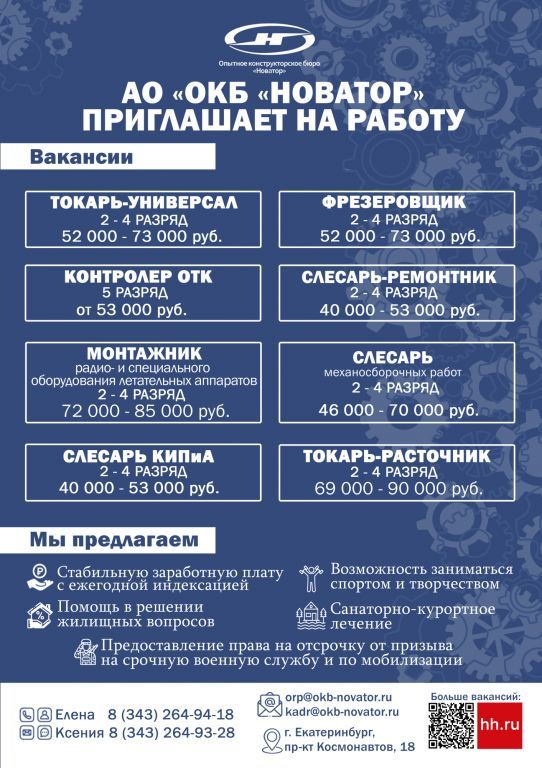 Опытное конструкторское бюро
«Новатор»
АО «ОКБ «НОВАТОР»
ПРИГЛАШАЕТ НА РАБОТУ
Вакансии
ТОКАРЬ-УНИВЕРСАЛ
2 - 4 РАЗРЯД
52 000 - 73 000 руб.
ФРЕЗЕРОВЩИК
2 - 4 РАЗРЯД
52 000 - 73 000 руб.
КОНТРОЛЕР ОТК
5 РАЗРЯД
от 53 000 руб.
СЛЕСАРЬ-РЕМОНТНИК
2 - 4 РАЗРЯД
40 000 - 53 000 руб.
МОНТАЖНИК
радио- и специального
оборудования летательных аппаратов
2 - 4 РАЗРЯД
72 000 - 85 000 руб.
СЛЕСАРЬ
механосборочных работ
2 - 4 РАЗРЯД
46 000 - 70 000 руб.
СЛЕСАРЬ КИПиА
2 - 4 РАЗРЯД
40 000 - 53 000 руб.
ТОКАРЬ-РАСТОЧНИК
2 - 4 РАЗРЯД
69 000 - 90 000 руб.
Мы предлагаем
Стабильную заработную плату
с ежегодной индексацией
Возможность заниматься
спортом и творчеством
Помощь в решении
жилищных вопросов
Санаторно-курортное
лечение
Предоставление права на отсрочку от призыва
на срочную военную службу и по мобилизации
Елена 8 (343) 264-94-18
Ксения 8 (343) 264-93-28
orp@okb-novator.ru
kadr@okb-novator.ru
г. Екатеринбург,
пр-кт Космонавтов, 18
Больше вакансий:
hh.ru